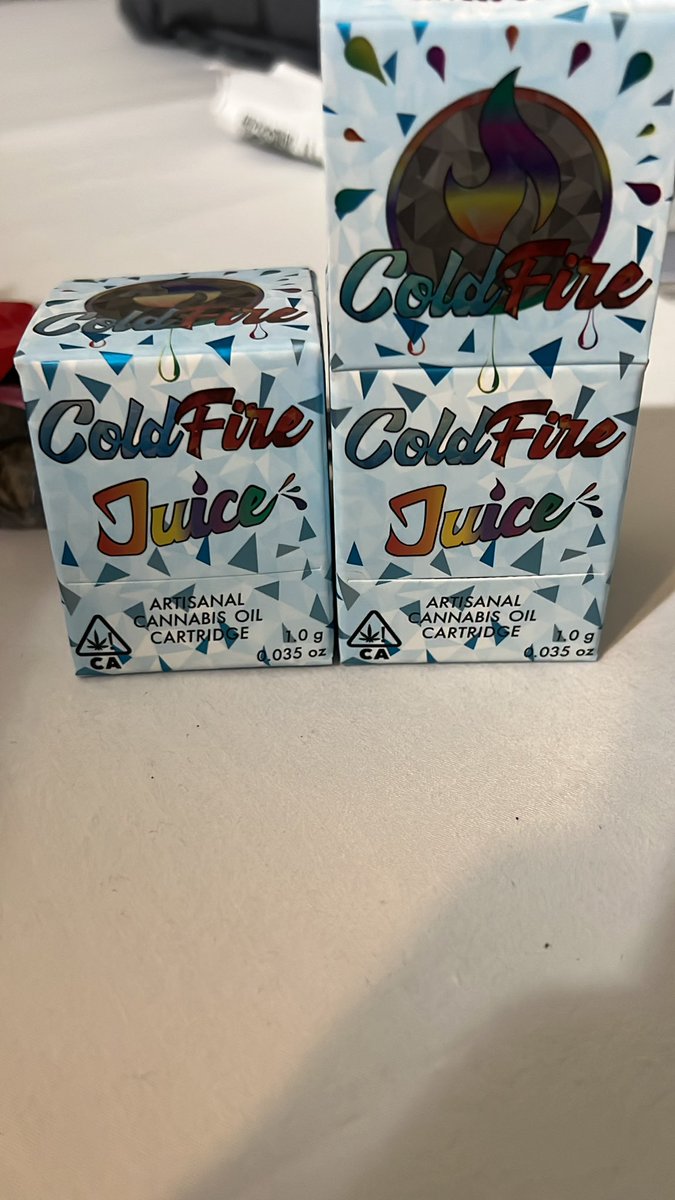 ColdFire
ColdFire
Juice
ARTISANAL
CANNABIS OIL
CARTRIDGE
1.0 g
0.035 oz
CA
ColdFire
ColdFire
Juice
ARTISANAL
CANNABIS OIL
CARTRIDGE
1.0 g
0.035 oz
CA